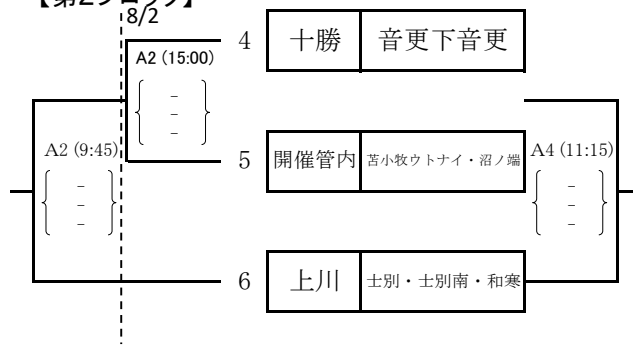 【第2ブロック】
8/2
4 十勝 音更下音更
A2 (15:00)
－
－
－
A2 (9:45)
－
－
－
5 開催管内 苫小牧ウトナイ・沼ノ端
A4 (11:15)
－
－
－
6 上川 士別・士別南・和寒